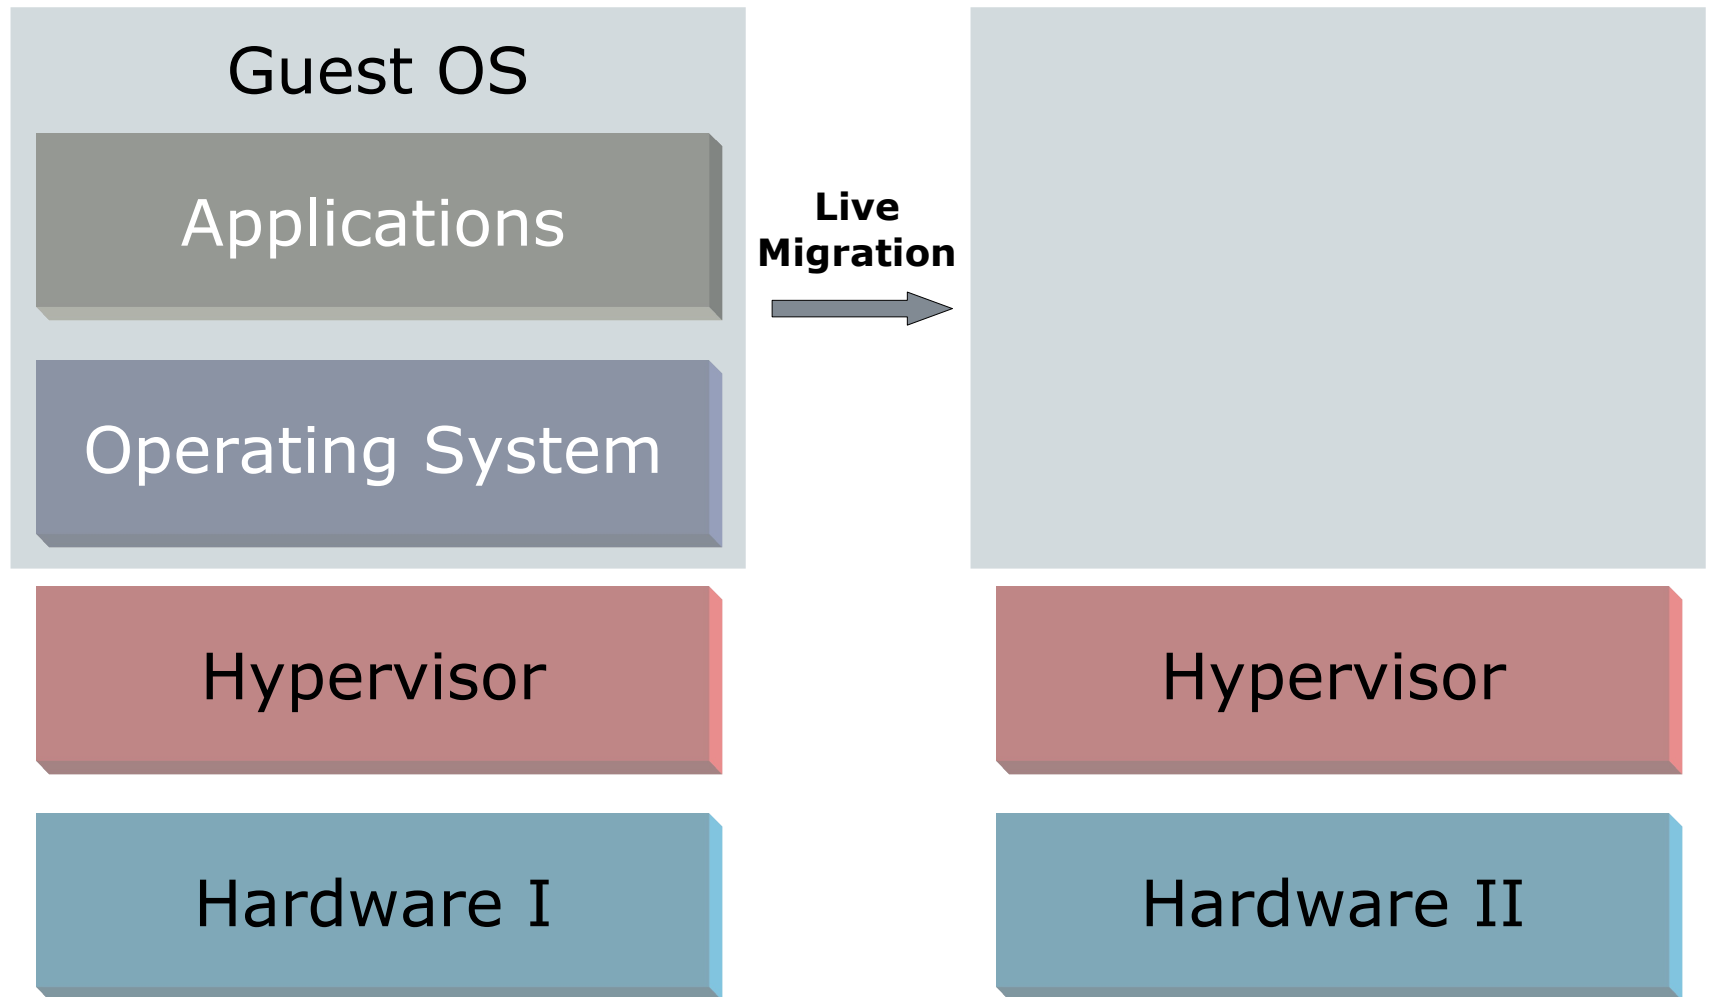 Guest OS
Applications
Operating System
Hypervisor
Hardware I
Live
Migration
Hypervisor
Hardware II